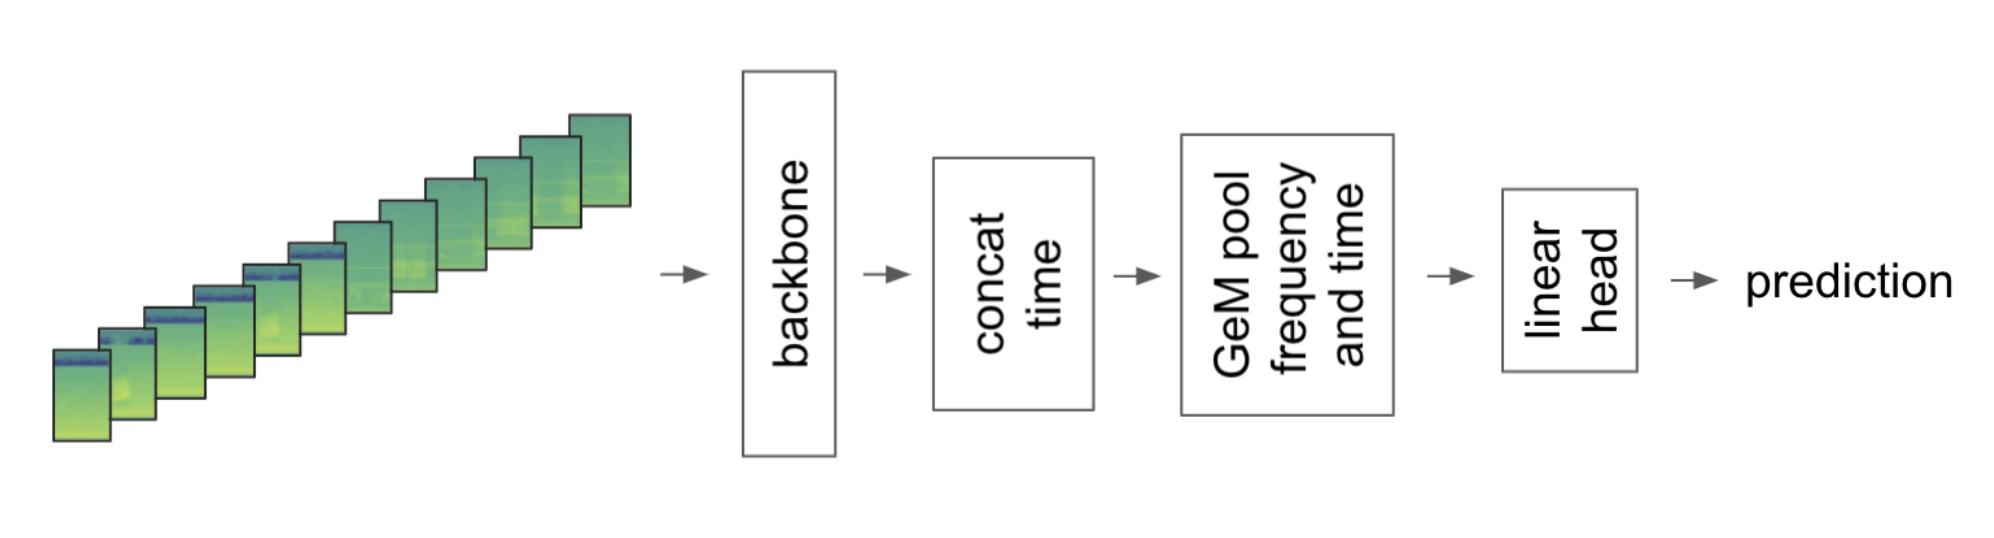 backbone
concat
time
GeM pool
frequency
and time
linear
head
prediction